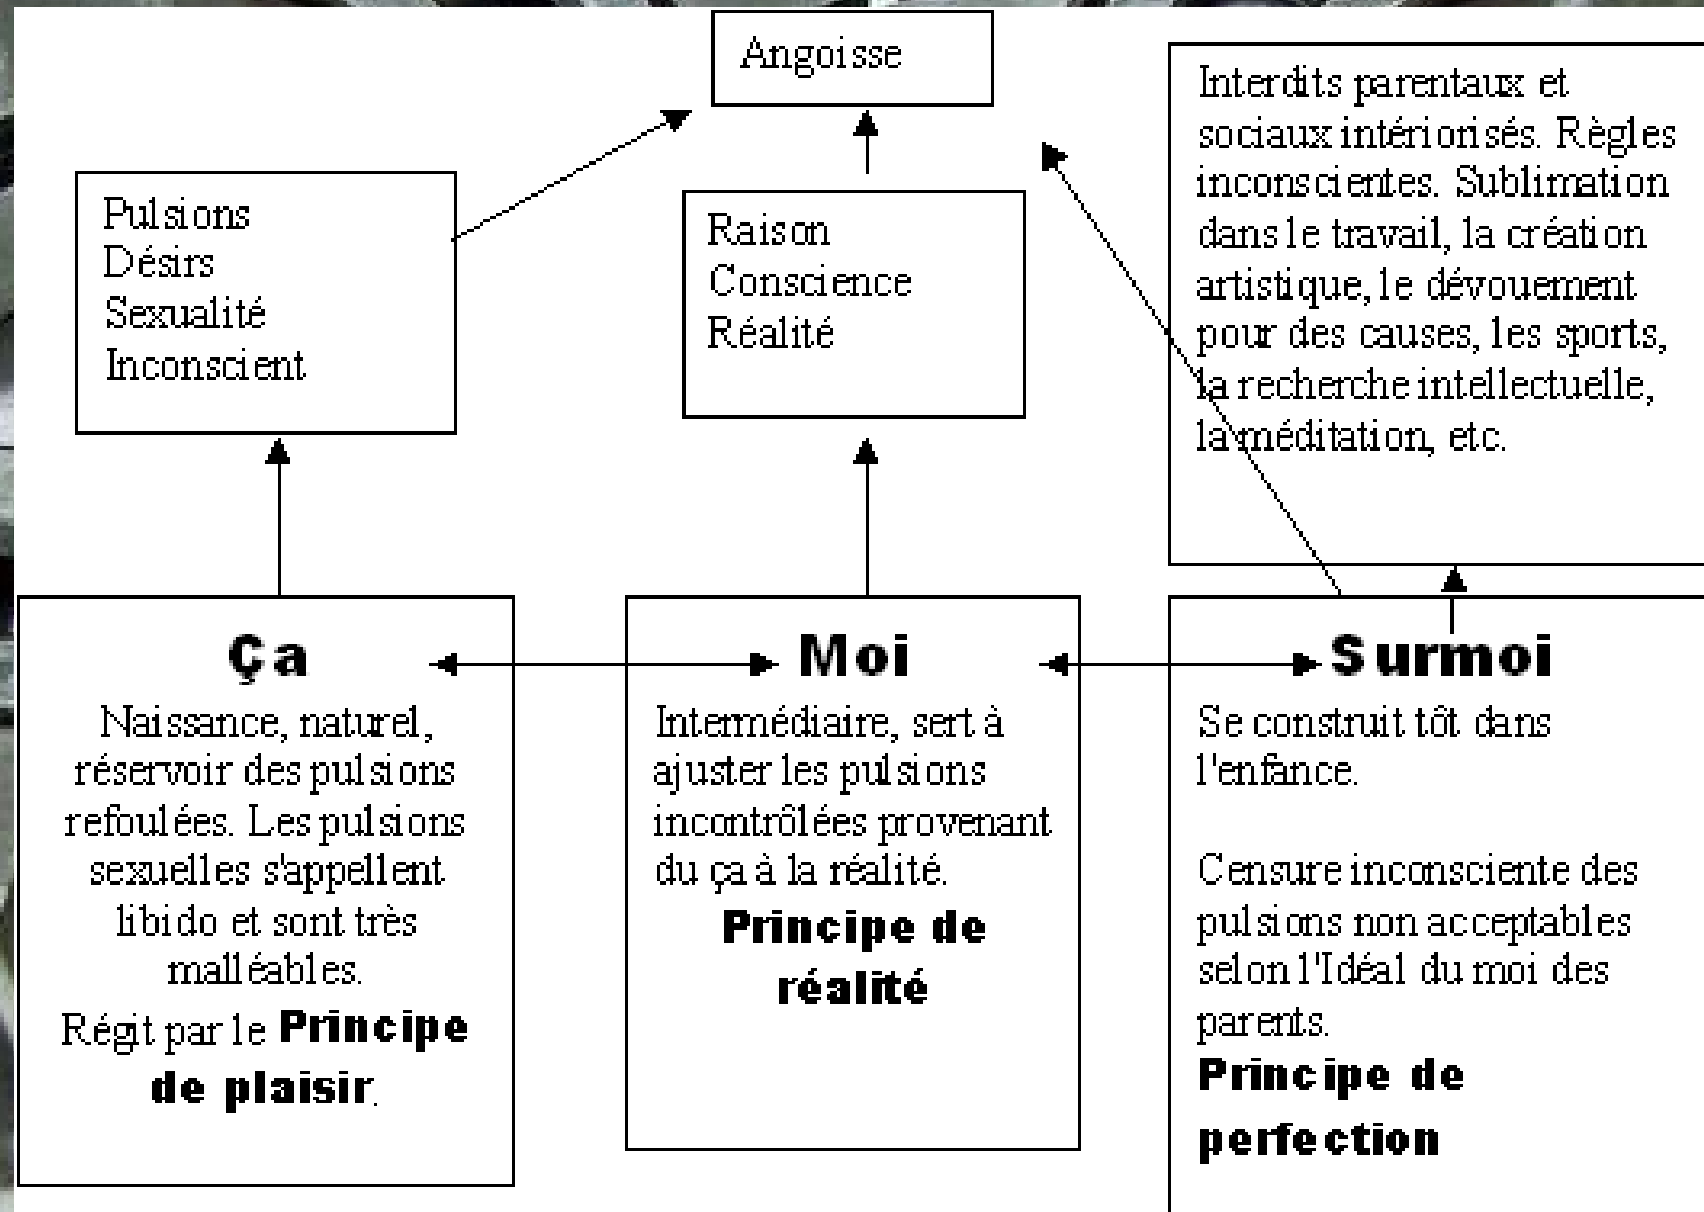 Angoisse
Pulsions
Désirs
Sexualité
Inconscient
Raison
Conscience
Réalité
Interdits parentaux et
sociaux intériorisés. Règles
inconscientes. Sublimation
dans le travail, la création
artistique, le dévouement
pour des causes, les sports,
la recherche intellectuelle,
la méditation, etc.
Ça
Naissance, naturel,
réservoir des pulsions
refoulées. Les pulsions
sexuelles s'appellent
libido et sont très
malléables.
Régit par le Principe
de plaisir.
Moi
Intermédiaire, sert à
ajuster les pulsions
incontrôlées provenant
du ça à la réalité.
Principe de
réalité
Surmoi
Se construit tôt dans
l'enfance.
Censure inconsciente des
pulsions non acceptables
selon l'Idéal du moi des
parents.
Principe de
perfection